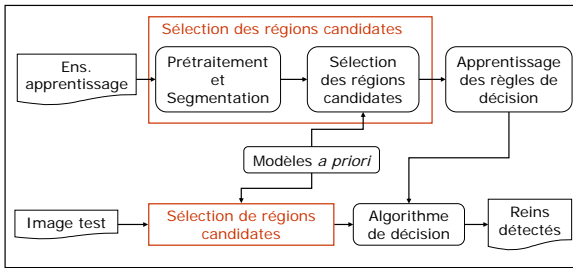 Sélection des régions candidates
Ens.
apprentissage
Prétraitement
et
Segmentation
Sélection
des régions
candidates
Apprentissage
des règles de
décision
Modèles a priori
Image test
Sélection de régions
candidates
Algorithme
de décision
Reins
détectés